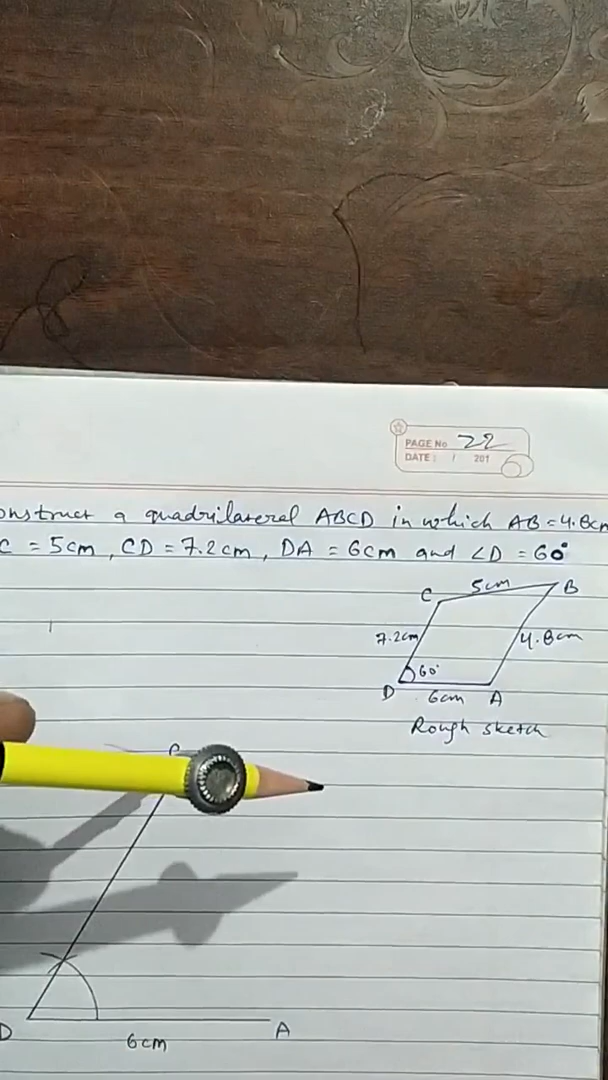 PAGE No 22
DATE: / 201
onstruct a quadrilateral ABCD in which AB = 4.8cm
C = 5cm, CD = 7.2cm, DA = 6cm and ∠D = 60°
C 5cm B
7.2cm 4.8cm
60°
D 6cm A
Rough sketch
D 6cm A